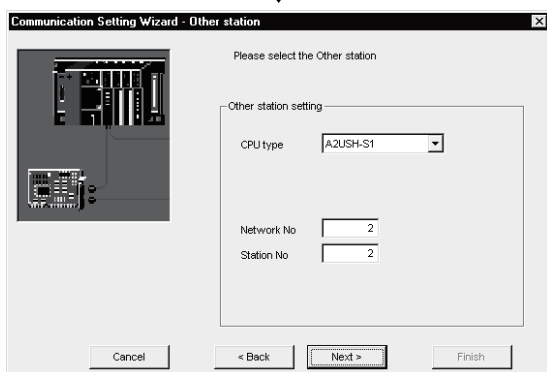 Communication Setting Wizard - Other station
Please select the Other station
Other station setting
CPU type A2USH-S1
Network No 2
Station No 2
Cancel < Back Next > Finish